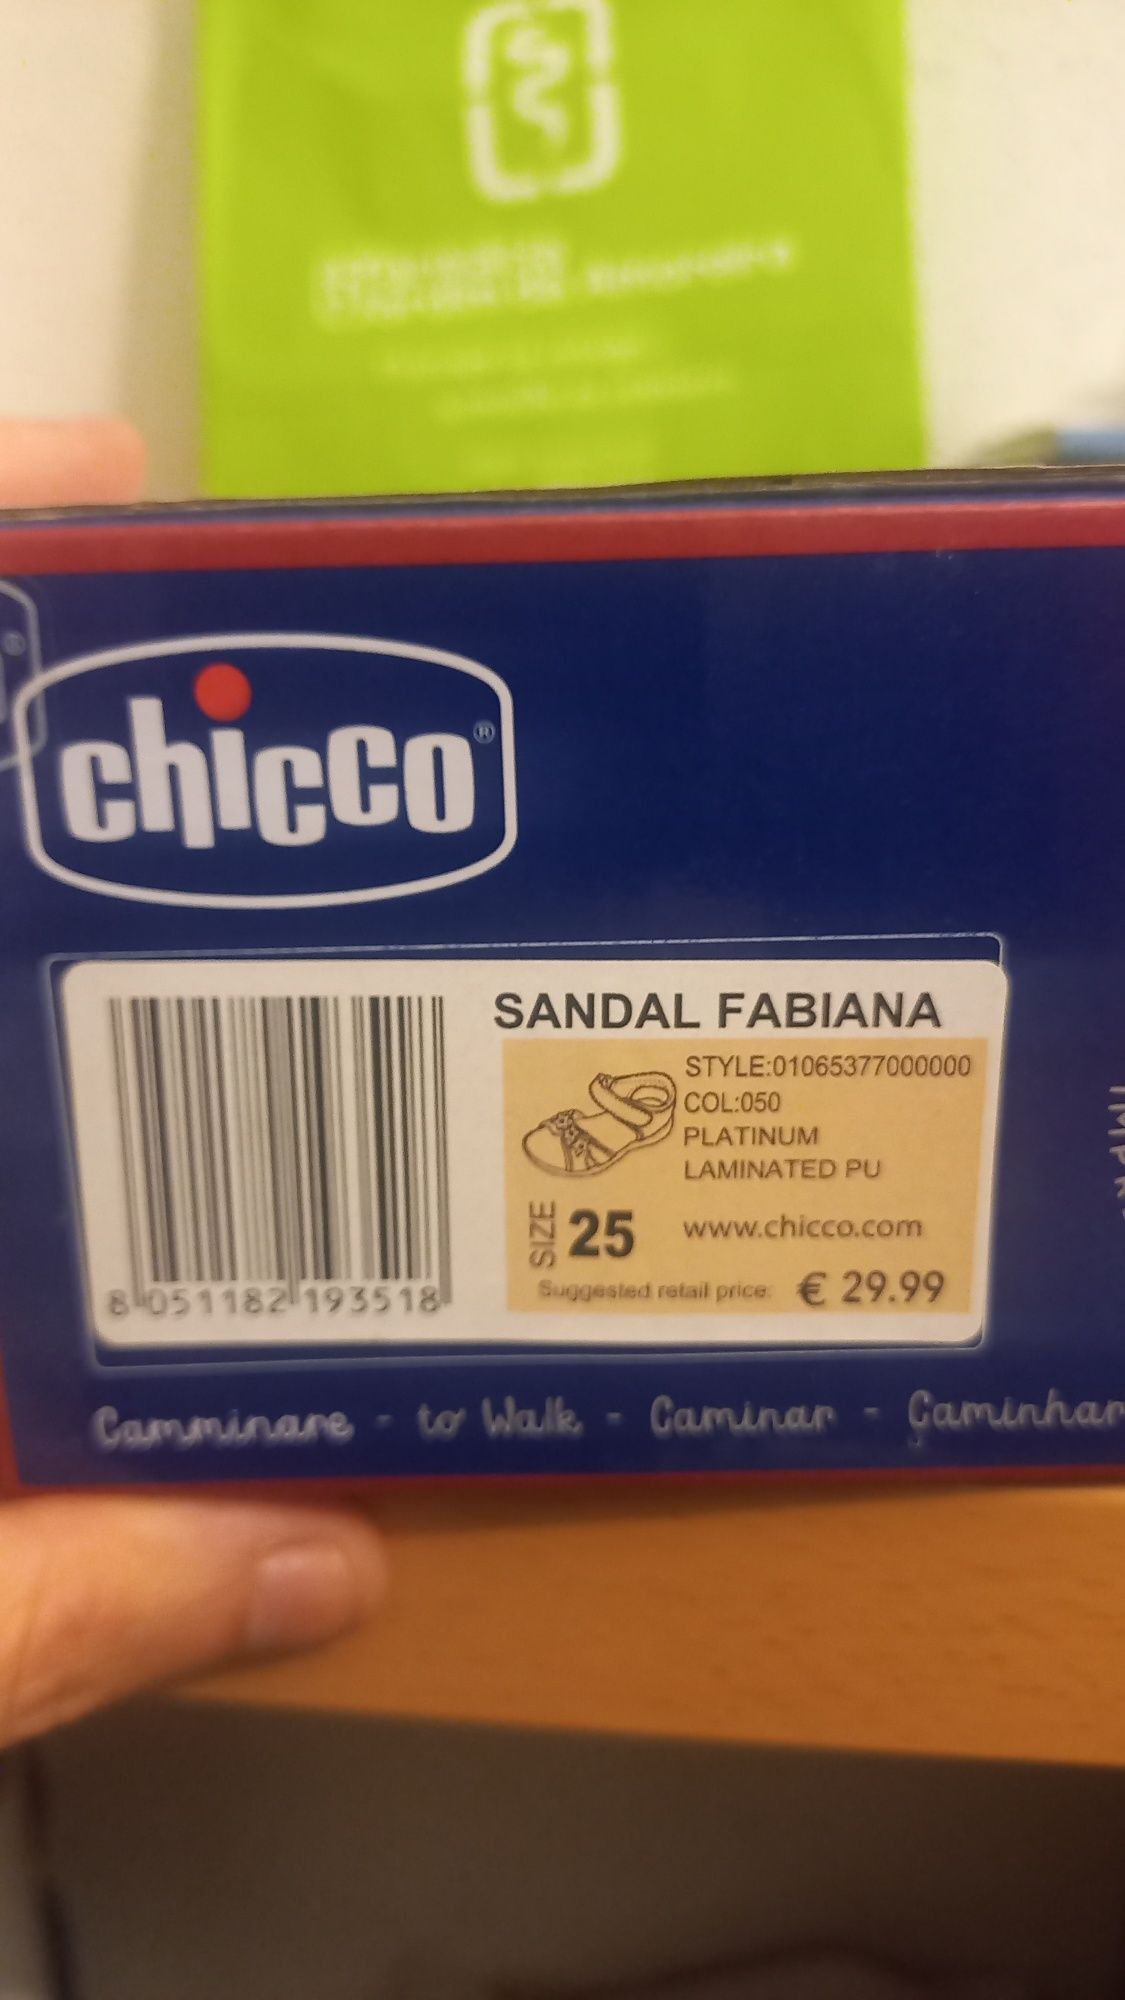 chicco®
SANDAL FABIANA
STYLE:01065377000000
COL:050
PLATINUM
LAMINATED PU
SIZE 25
www.chicco.com
Suggested retail price: € 29.99
8 051182 193518
Camminare - to Walk - Caminar - Caminhar